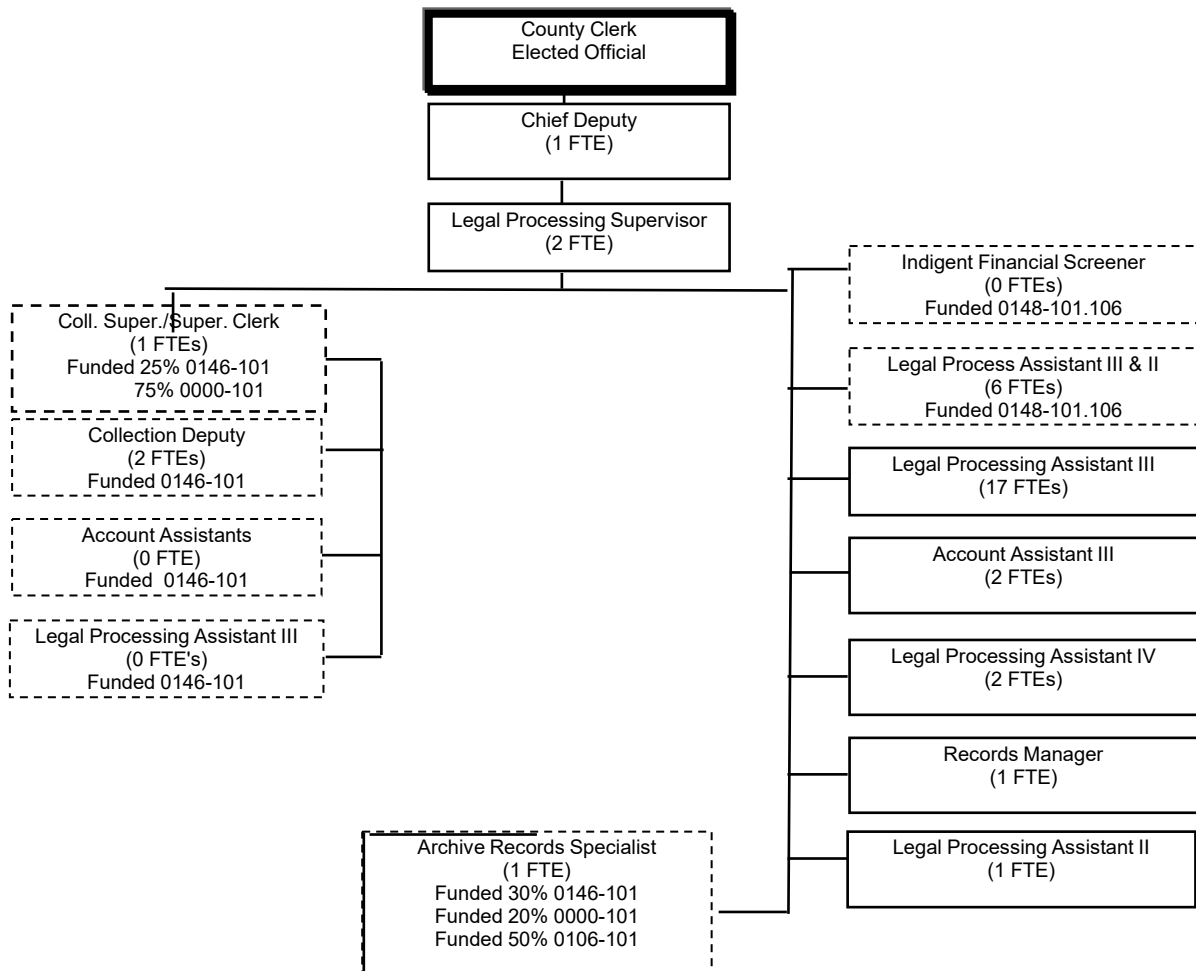 County Clerk
Elected Official
Chief Deputy
(1 FTE)
Legal Processing Supervisor
(2 FTE)
Coll. Super./Super. Clerk
(1 FTEs)
Funded 25% 0146-101
75% 0000-101
Collection Deputy
(2 FTEs)
Funded 0146-101
Account Assistants
(0 FTE)
Funded 0146-101
Legal Processing Assistant III
(0 FTE's)
Funded 0146-101
Indigent Financial Screener
(0 FTEs)
Funded 0148-101.106
Legal Process Assistant III & II
(6 FTEs)
Funded 0148-101.106
Legal Processing Assistant III
(17 FTEs)
Account Assistant III
(2 FTEs)
Legal Processing Assistant IV
(2 FTEs)
Records Manager
(1 FTE)
Legal Processing Assistant II
(1 FTE)
Archive Records Specialist
(1 FTE)
Funded 30% 0146-101
Funded 20% 0000-101
Funded 50% 0106-101